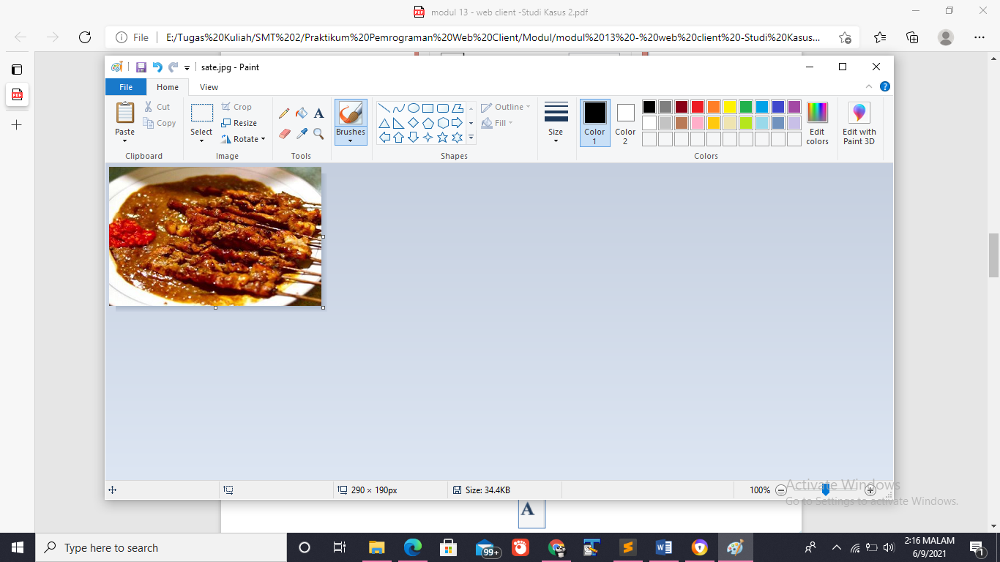 modul 13 - web client -Studi Kasus 2.pdf
File E:/Tugas%20Kuliah/SMT%202/Praktikum%20Pemrograman%20Web%20Client/Modul/modul%2013%20-%20web%20client%20-Studi%20Kasus...
sate.jpg - Paint
File Home View
Paste
Cut
Copy
Clipboard
Select
Crop
Resize
Rotate
Image
A
Tools
Brushes
Outline
Fill
Shapes
Size
Color
1
Color
2
Edit
colors
Colors
Edit with
Paint 3D
290 × 190px Size: 34.4KB 100%
Activate Windows
Go to Settings to activate Windows.
A
Type here to search
99+
2:16 MALAM
6/9/2021
1